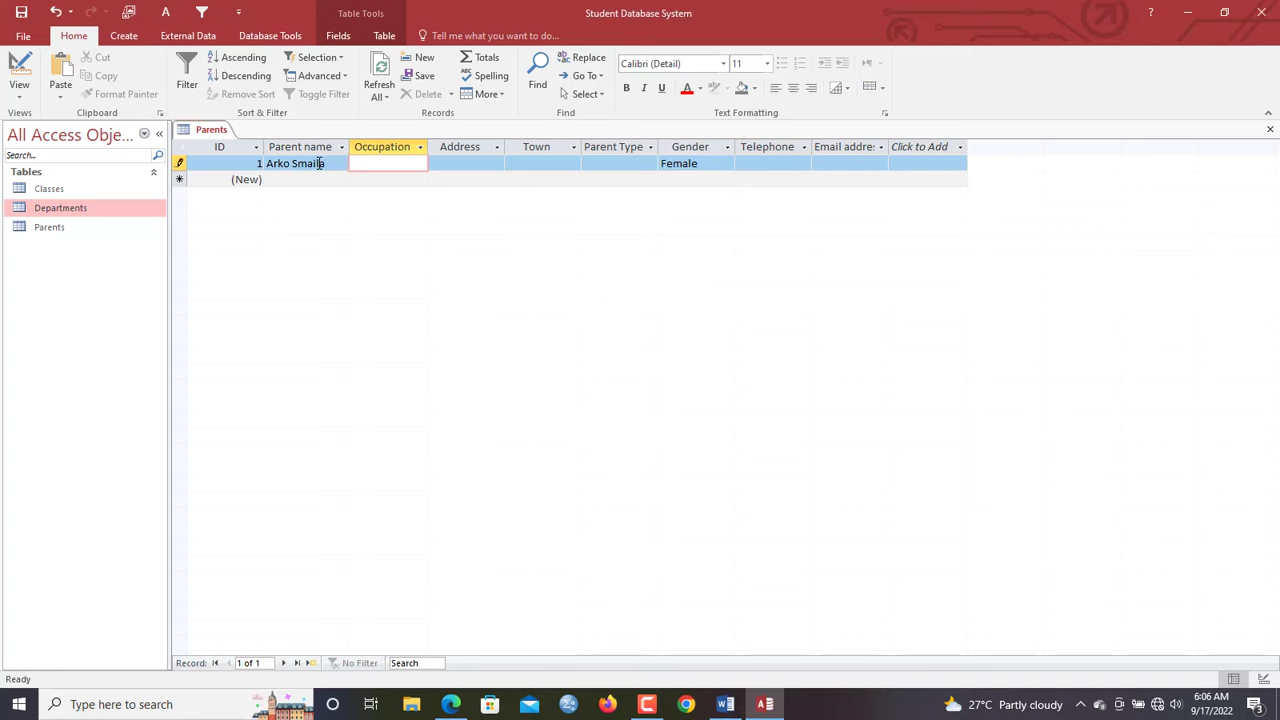 Student Database System
Table Tools
File
Home
Create
External Data
Database Tools
Fields
Table
Tell me what you want to do...
View
Views
Paste
Cut
Copy
Format Painter
Clipboard
Filter
Ascending
Descending
Remove Sort
Selection
Advanced
Toggle Filter
Sort & Filter
Refresh
All
New
Save
Delete
Totals
Spelling
More
Records
Find
Replace
Go To
Select
Find
Calibri (Detail)
11
B I U
A
Text Formatting
All Access Obje...
Search...
Tables
Classes
Departments
Parents
Parents
ID Parent name Occupation Address Town Parent Type Gender Telephone Email addres Click to Add
1 Arko Smaila Female
(New)
Record: 1 of 1 No Filter Search
Ready
Type here to search
27°C Partly cloudy
6:06 AM
9/17/2022
3